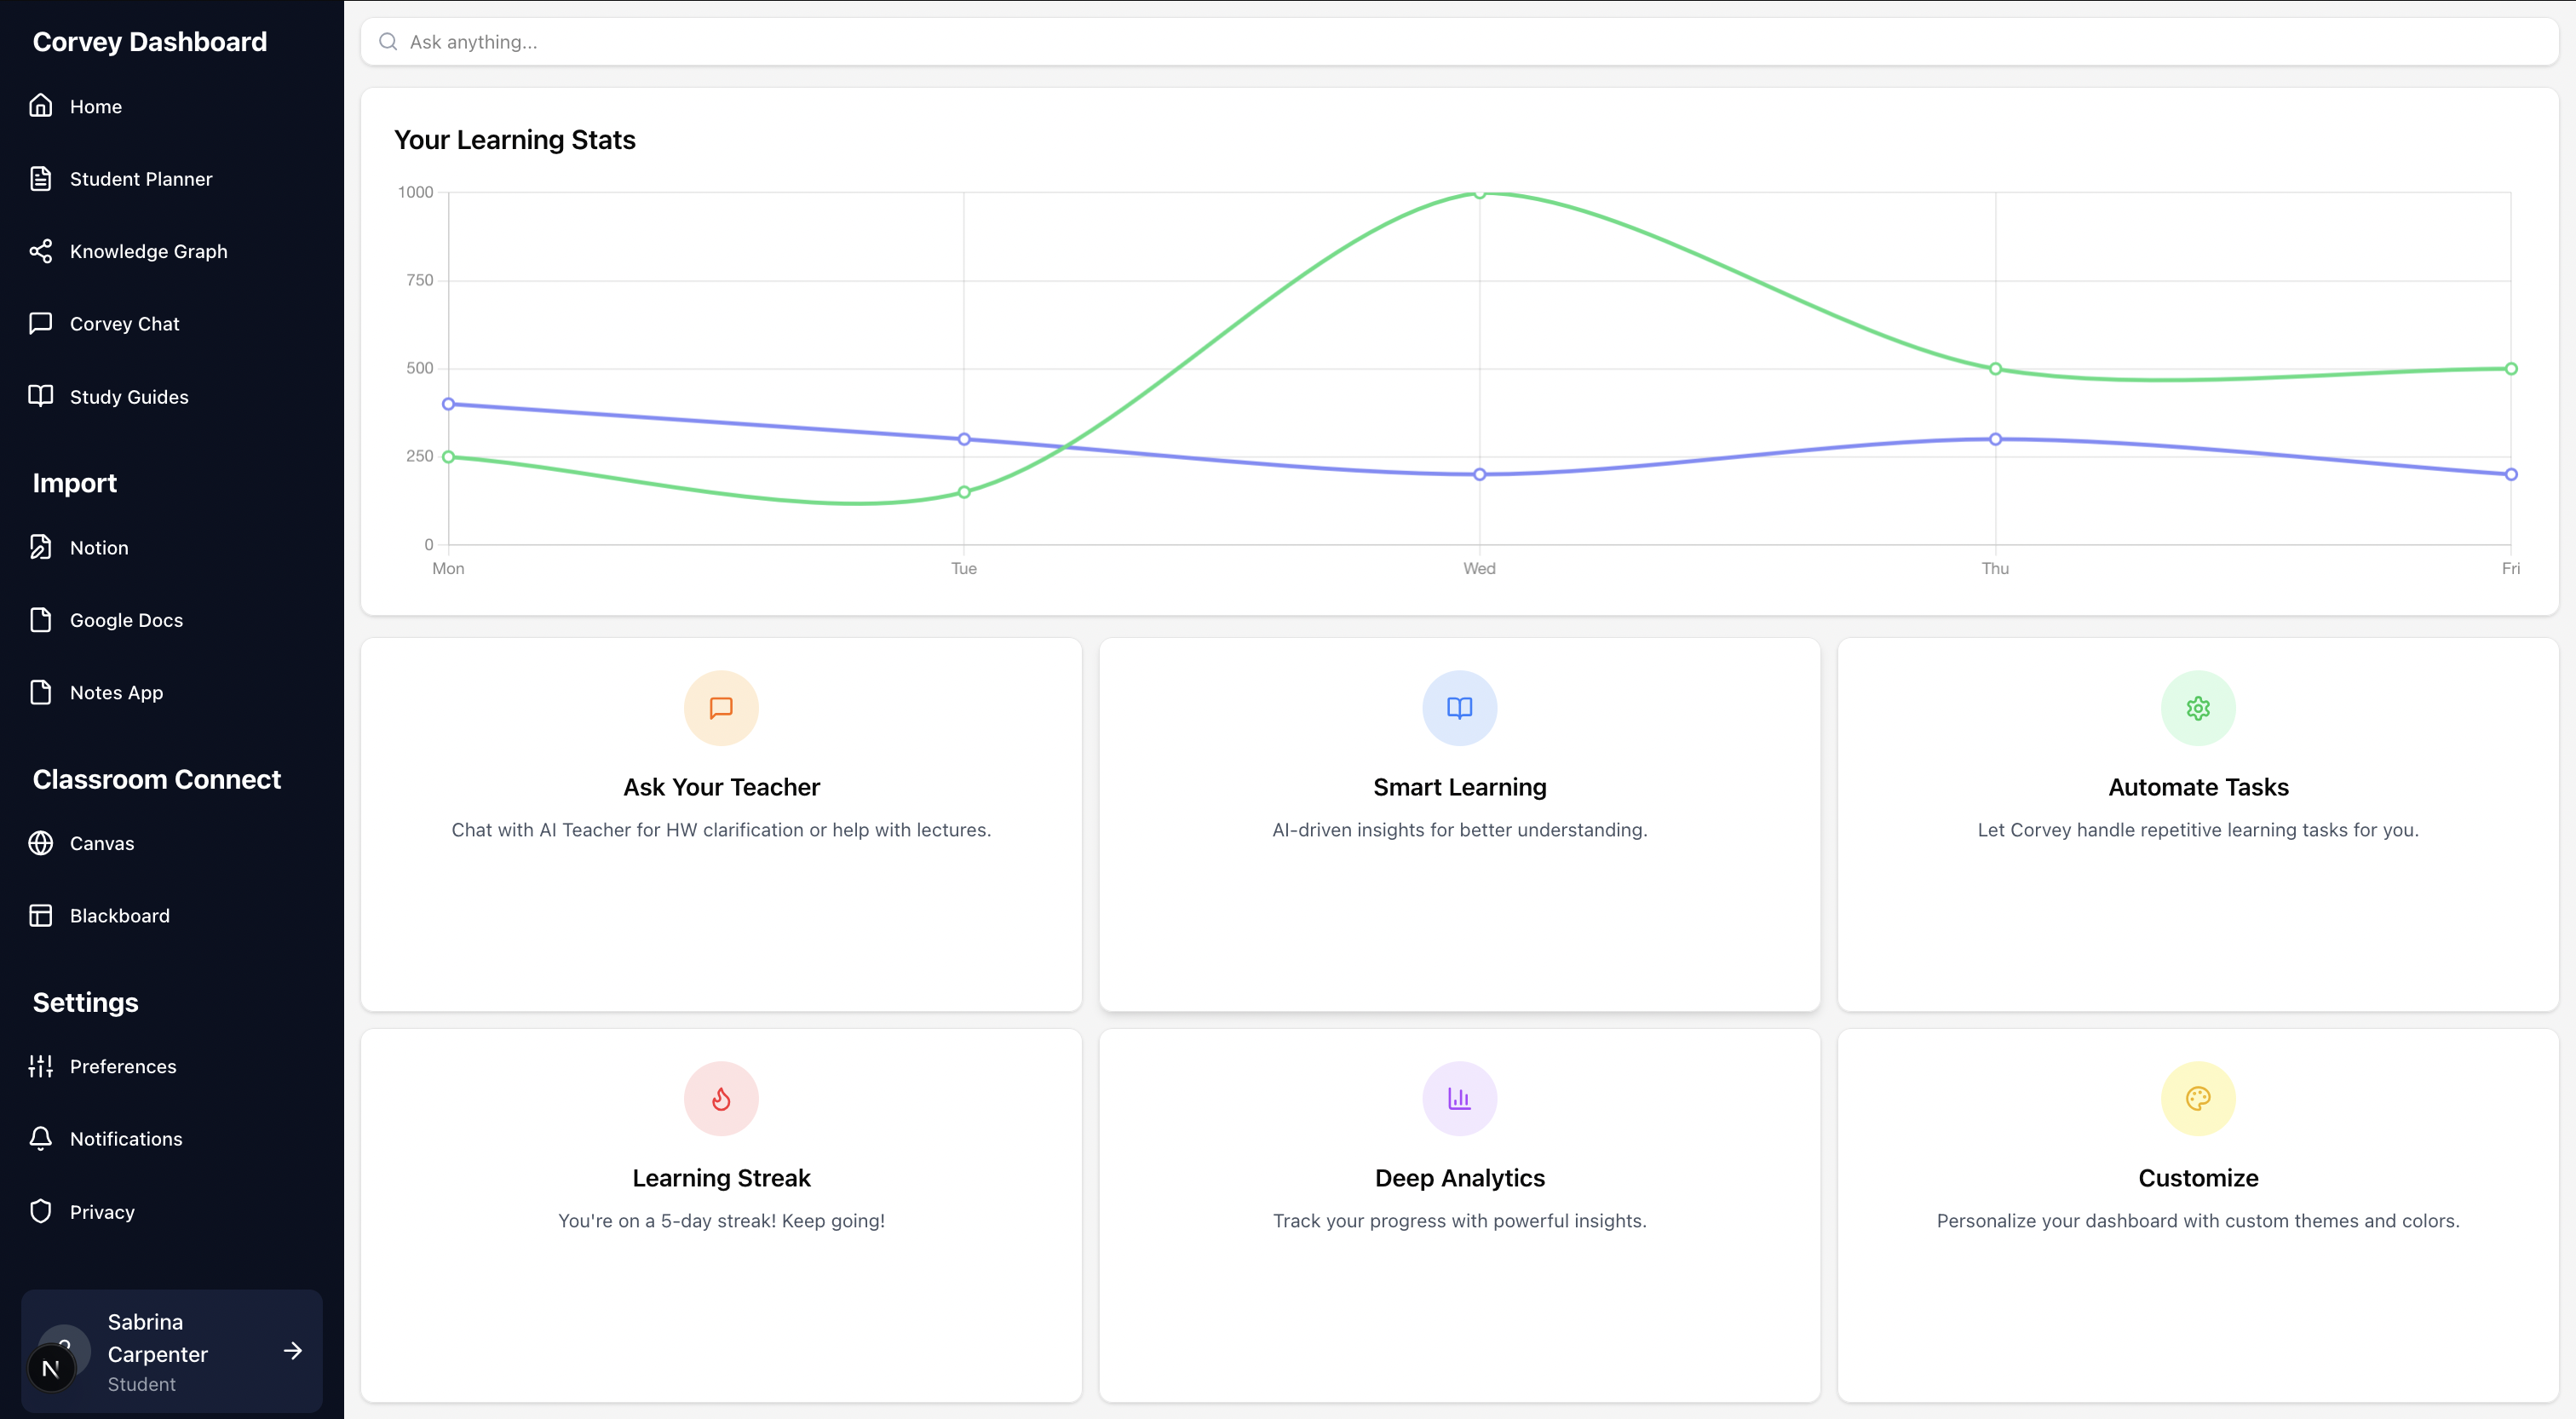 Corvey Dashboard
Home
Student Planner
Knowledge Graph
Corvey Chat
Study Guides
Import
Notion
Google Docs
Notes App
Classroom Connect
Canvas
Blackboard
Settings
Preferences
Notifications
Privacy
Sabrina
Carpenter
Student
N
Ask anything...
Your Learning Stats
1000
750
500
250
0
Mon Tue Wed Thu Fri
Ask Your Teacher
Chat with AI Teacher for HW clarification or help with lectures.
Smart Learning
AI-driven insights for better understanding.
Automate Tasks
Let Corvey handle repetitive learning tasks for you.
Learning Streak
You're on a 5-day streak! Keep going!
Deep Analytics
Track your progress with powerful insights.
Customize
Personalize your dashboard with custom themes and colors.